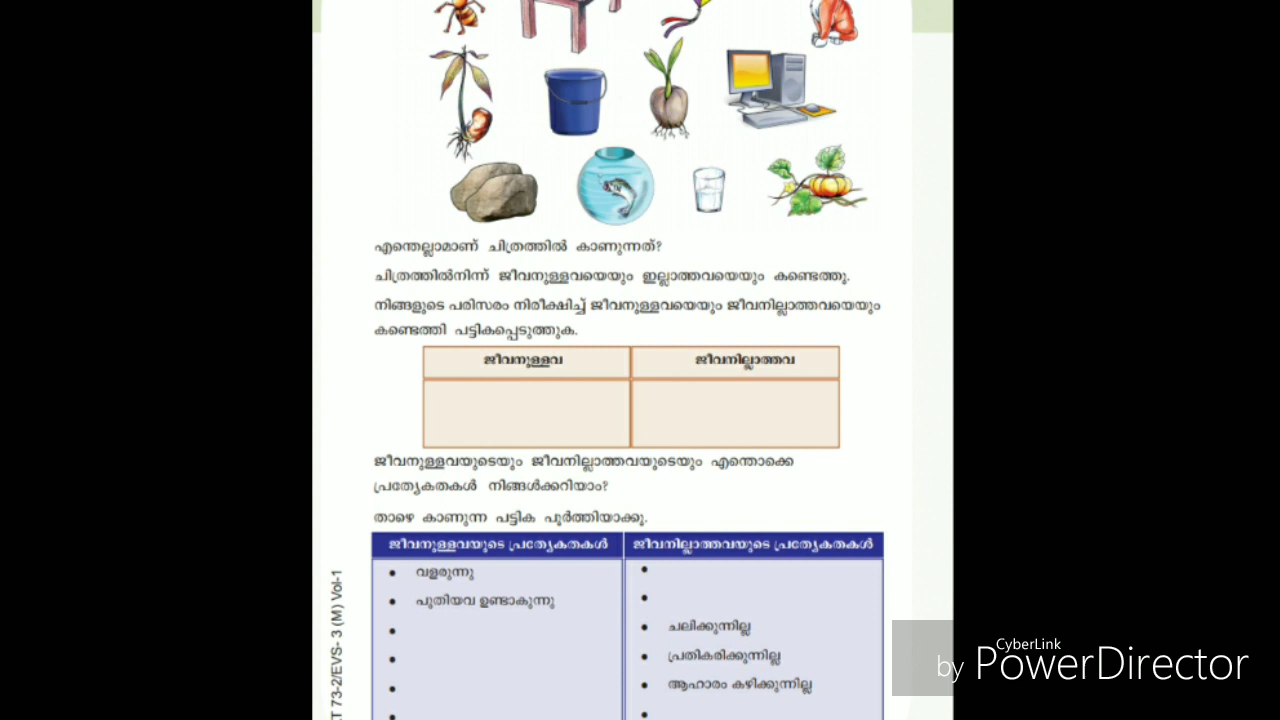 എന്തെല്ലാമാണ് ചിത്രത്തിൽ കാണുന്നത്?
ചിത്രത്തിൽനിന്ന് ജീവനുള്ളവയെയും ഇല്ലാത്തവയെയും കണ്ടെത്തൂ.
നിങ്ങളുടെ പരിസരം നിരീക്ഷിച്ച് ജീവനുള്ളവയെയും ജീവനില്ലാത്തവയെയും
കണ്ടെത്തി പട്ടികപ്പെടുത്തുക.
ജീവനുള്ളവ ജീവനില്ലാത്തവ
ജീവനുള്ളവയുടെയും ജീവനില്ലാത്തവയുടെയും എന്തൊക്കെ
പ്രത്യേകതകൾ നിങ്ങൾക്കറിയാം?
താഴെ കാണുന്ന പട്ടിക പൂർത്തിയാക്കൂ.
ജീവനുള്ളവയുടെ പ്രത്യേകതകൾ ജീവനില്ലാത്തവയുടെ പ്രത്യേകതകൾ
• വളരുന്നു
• പുതിയവ ഉണ്ടാകുന്നു
• ചലിക്കുന്നില്ല
• പ്രതികരിക്കുന്നില്ല
• ആഹാരം കഴിക്കുന്നില്ല
T 73-2/EVS- 3 (M) Vol-1
CyberLink
by PowerDirector